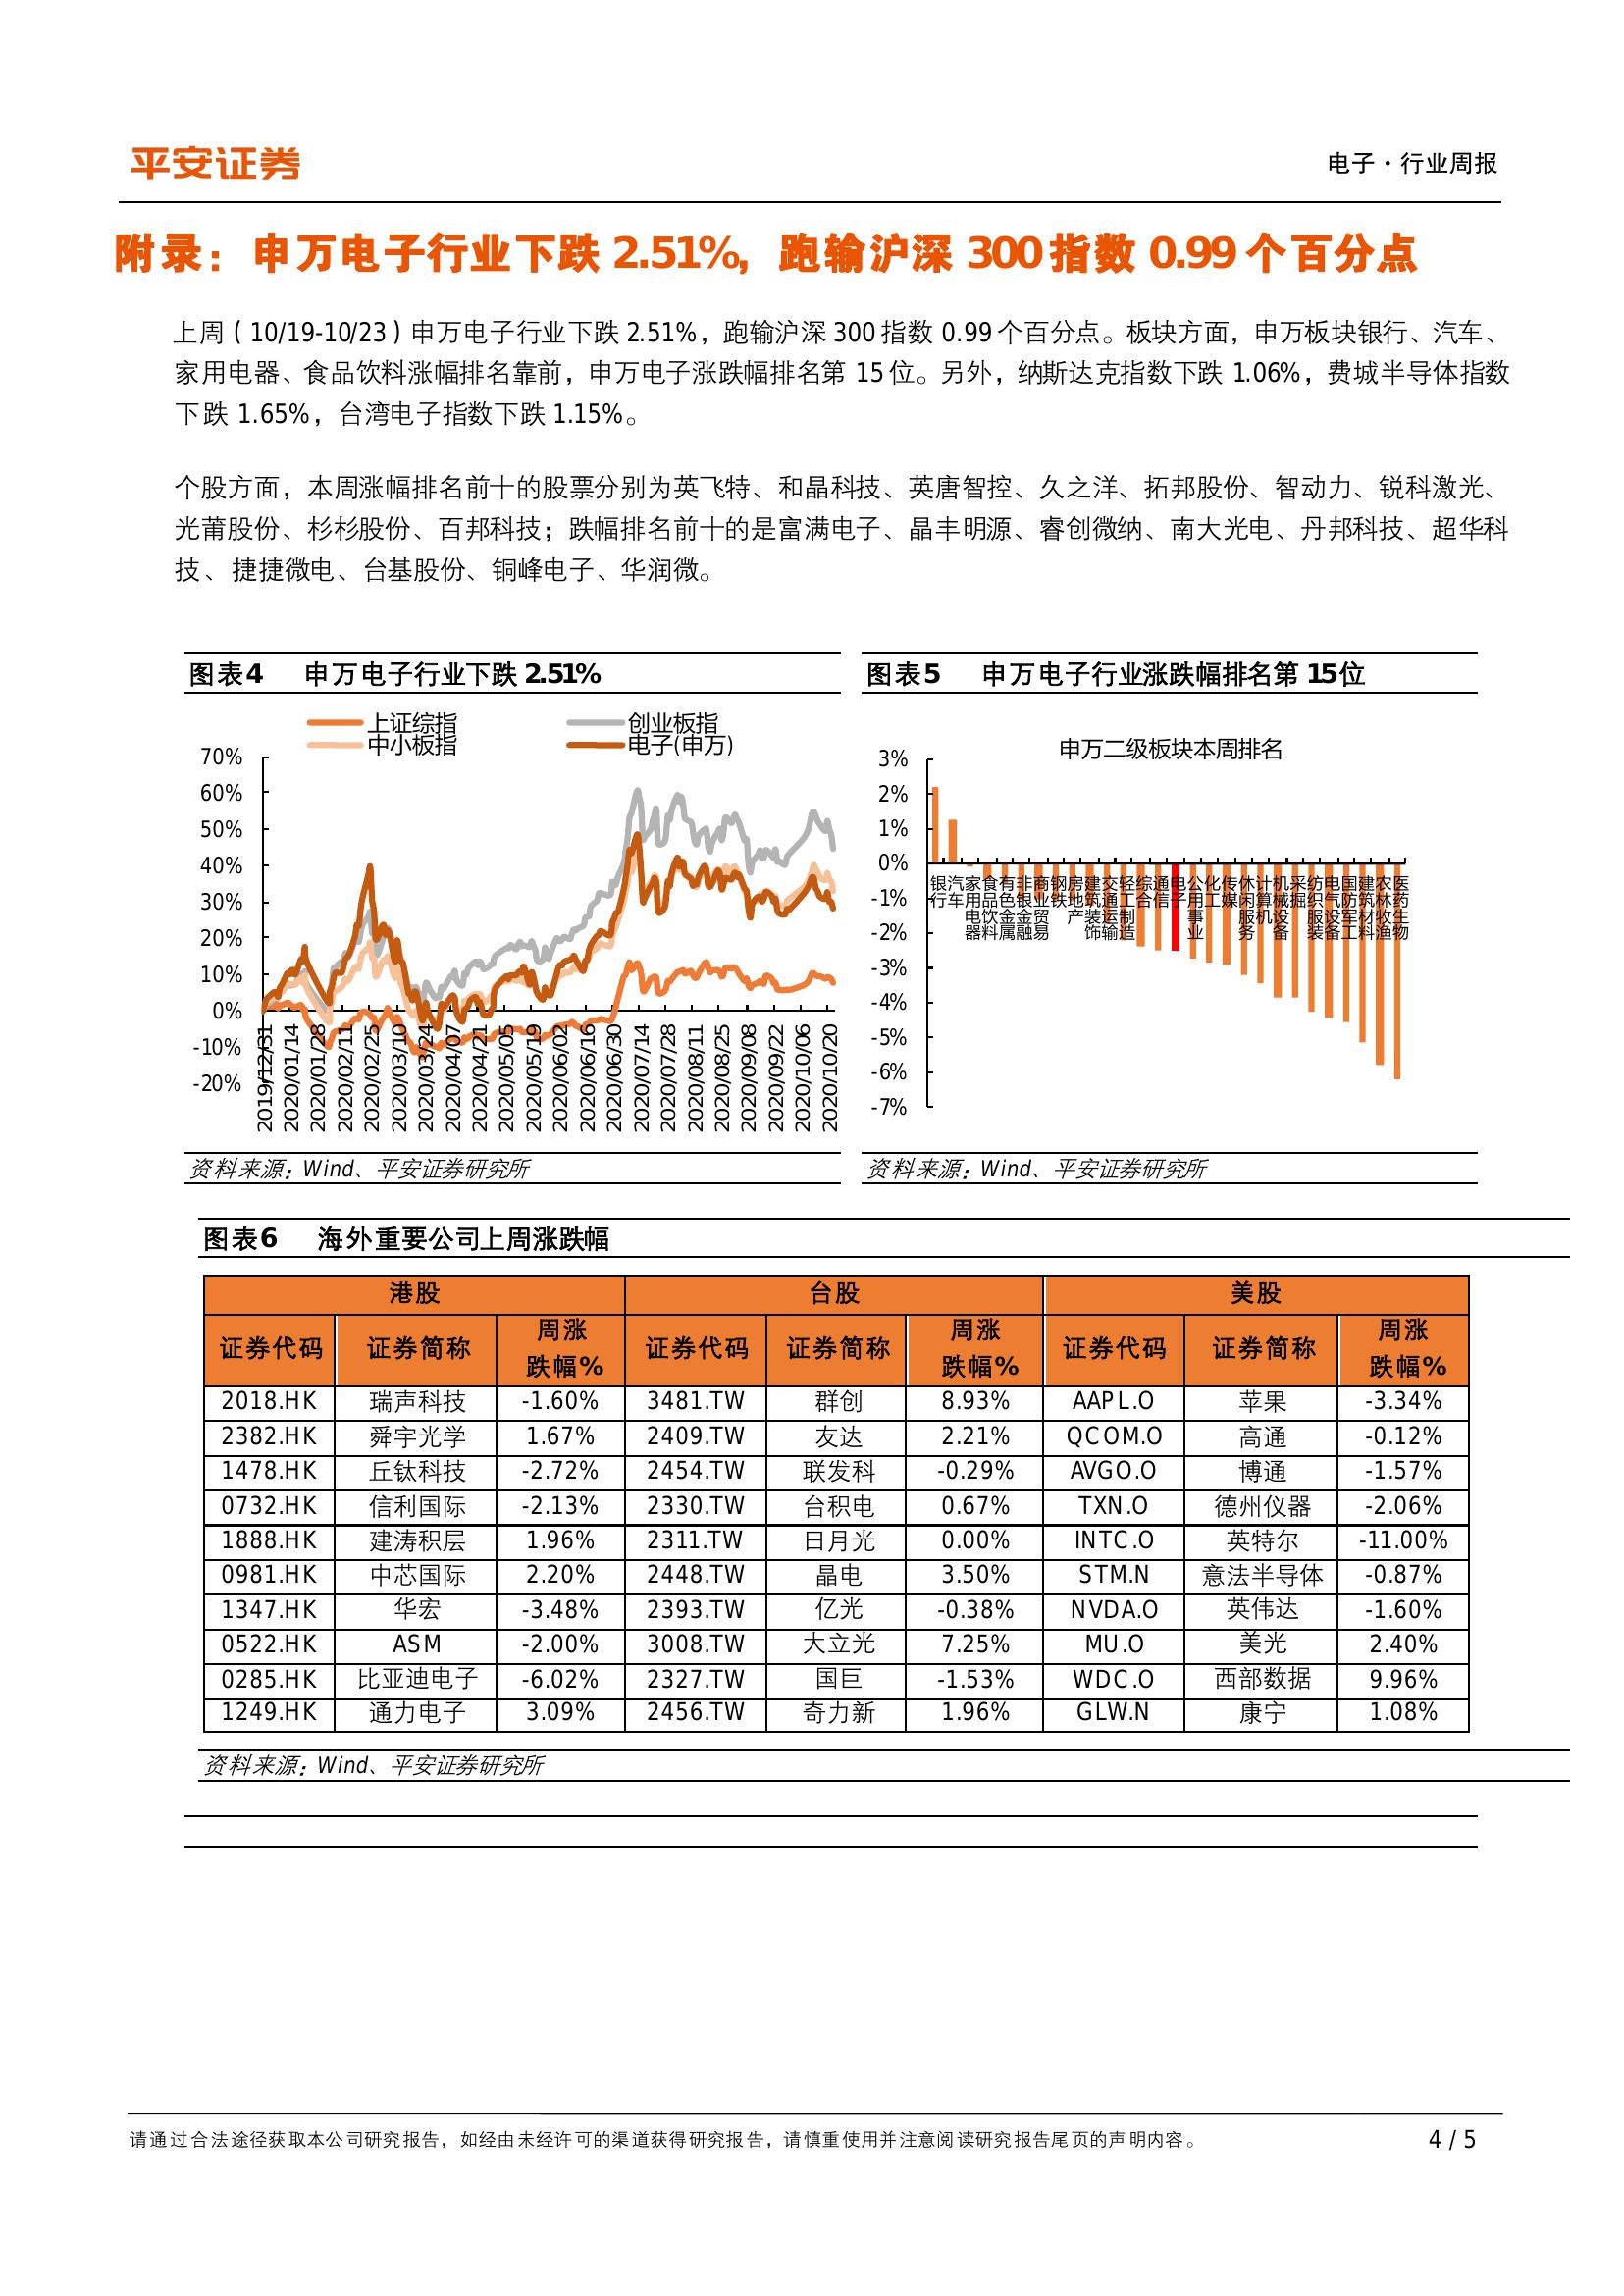 平安证券
电子·行业周报
附录：申万电子行业下跌 2.51%，跑输沪深 300 指数 0.99 个百分点
上周（10/19-10/23）申万电子行业下跌 2.51%，跑输沪深 300 指数 0.99 个百分点。板块方面，申万板块银行、汽车、
家用电器、食品饮料涨幅排名靠前，申万电子涨跌幅排名第 15 位。另外，纳斯达克指数下跌 1.06%，费城半导体指数
下跌 1.65%，台湾电子指数下跌 1.15%。
个股方面，本周涨幅排名前十的股票分别为英飞特、和晶科技、英唐智控、久之洋、拓邦股份、智动力、锐科激光、
光莆股份、杉杉股份、百邦科技；跌幅排名前十的是富满电子、晶丰明源、睿创微纳、南大光电、丹邦科技、超华科
技、捷捷微电、台基股份、铜峰电子、华润微。
图表4 申万电子行业下跌 2.51%
上证综指 创业板指
中小板指 电子(申万)
70%
60%
50%
40%
30%
20%
10%
0%
-10%
-20%
2019/12/31
2020/01/14
2020/01/28
2020/02/11
2020/02/25
2020/03/10
2020/03/24
2020/04/07
2020/04/21
2020/05/05
2020/05/19
2020/06/02
2020/06/16
2020/06/30
2020/07/14
2020/07/28
2020/08/11
2020/08/25
2020/09/08
2020/09/22
2020/10/06
2020/10/20
资料来源：Wind、平安证券研究所
图表5 申万电子行业涨跌幅排名第 15位
申万二级板块本周排名
3%
2%
1%
0%
-1%
-2%
-3%
-4%
-5%
-6%
-7%
银行
汽车
家用电器
食品饮料
有色金属
非银金融
商业贸易
钢铁
房地产
建筑装饰
交通运输
轻工制造
综合
通信
电子
公用事业
化工
传媒
休闲服务
计算机
机械设备
采掘
纺织服装
电气设备
国防军工
建筑材料
农林牧渔
医药生物
资料来源：Wind、平安证券研究所
图表6 海外重要公司上周涨跌幅
港股 台股 美股
证券代码 证券简称 周涨跌幅% 证券代码 证券简称 周涨跌幅% 证券代码 证券简称 周涨跌幅%
2018.HK 瑞声科技 -1.60% 3481.TW 群创 8.93% AAPL.O 苹果 -3.34%
2382.HK 舜宇光学 1.67% 2409.TW 友达 2.21% QCOM.O 高通 -0.12%
1478.HK 丘钛科技 -2.72% 2454.TW 联发科 -0.29% AVGO.O 博通 -1.57%
0732.HK 信利国际 -2.13% 2330.TW 台积电 0.67% TXN.O 德州仪器 -2.06%
1888.HK 建涛积层 1.96% 2311.TW 日月光 0.00% INTC.O 英特尔 -11.00%
0981.HK 中芯国际 2.20% 2448.TW 晶电 3.50% STM.N 意法半导体 -0.87%
1347.HK 华宏 -3.48% 2393.TW 亿光 -0.38% NVDA.O 英伟达 -1.60%
0522.HK ASM -2.00% 3008.TW 大立光 7.25% MU.O 美光 2.40%
0285.HK 比亚迪电子 -6.02% 2327.TW 国巨 -1.53% WDC.O 西部数据 9.96%
1249.HK 通力电子 3.09% 2456.TW 奇力新 1.96% GLW.N 康宁 1.08%
资料来源：Wind、平安证券研究所
请通过合法途径获取本公司研究报告，如经由未经许可的渠道获得研究报告，请慎重使用并注意阅读研究报告尾页的声明内容。
4 / 5